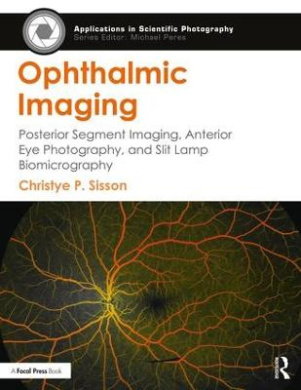 Applications in Scientific Photography
Series Editor: Michael Peres
Ophthalmic
Imaging
Posterior Segment Imaging, Anterior
Eye Photography, and Slit Lamp
Biomicrography
Christye P. Sisson
A Focal Press Book
R